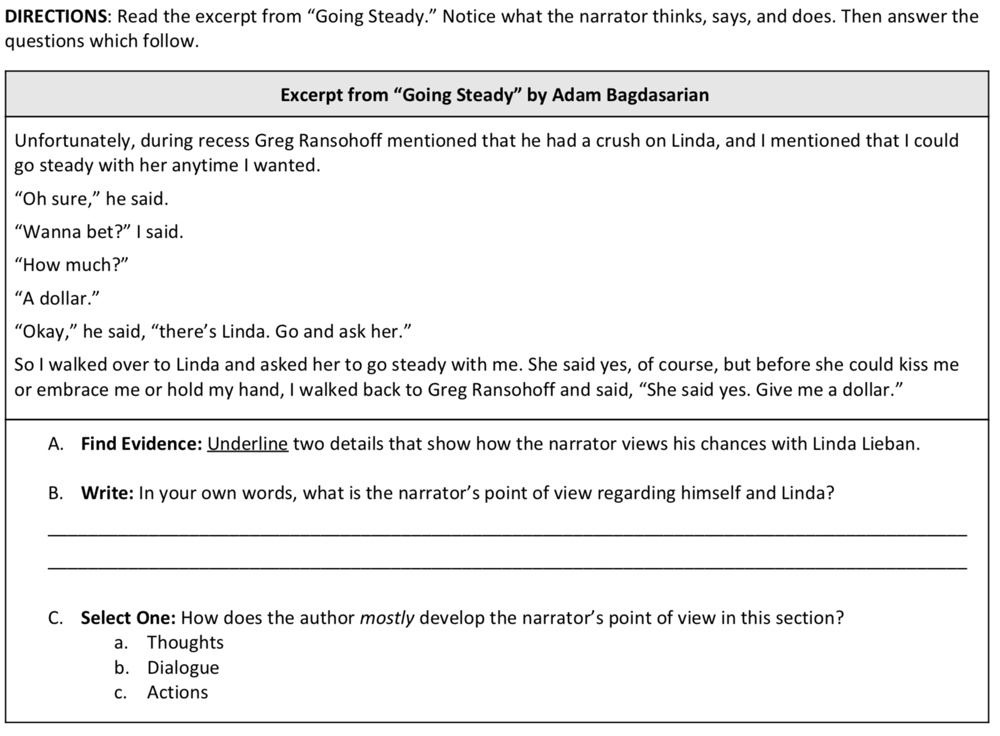 DIRECTIONS: Read the excerpt from “Going Steady.” Notice what the narrator thinks, says, and does. Then answer the
questions which follow.
Excerpt from “Going Steady” by Adam Bagdasarian
Unfortunately, during recess Greg Ransohoff mentioned that he had a crush on Linda, and I mentioned that I could
go steady with her anytime I wanted.
“Oh sure,” he said.
“Wanna bet?” I said.
“How much?”
“A dollar.”
“Okay,” he said, “there’s Linda. Go and ask her.”
So I walked over to Linda and asked her to go steady with me. She said yes, of course, but before she could kiss me
or embrace me or hold my hand, I walked back to Greg Ransohoff and said, “She said yes. Give me a dollar.”
A. Find Evidence: Underline two details that show how the narrator views his chances with Linda Lieban.
B. Write: In your own words, what is the narrator’s point of view regarding himself and Linda?
C. Select One: How does the author mostly develop the narrator’s point of view in this section?
a. Thoughts
b. Dialogue
c. Actions